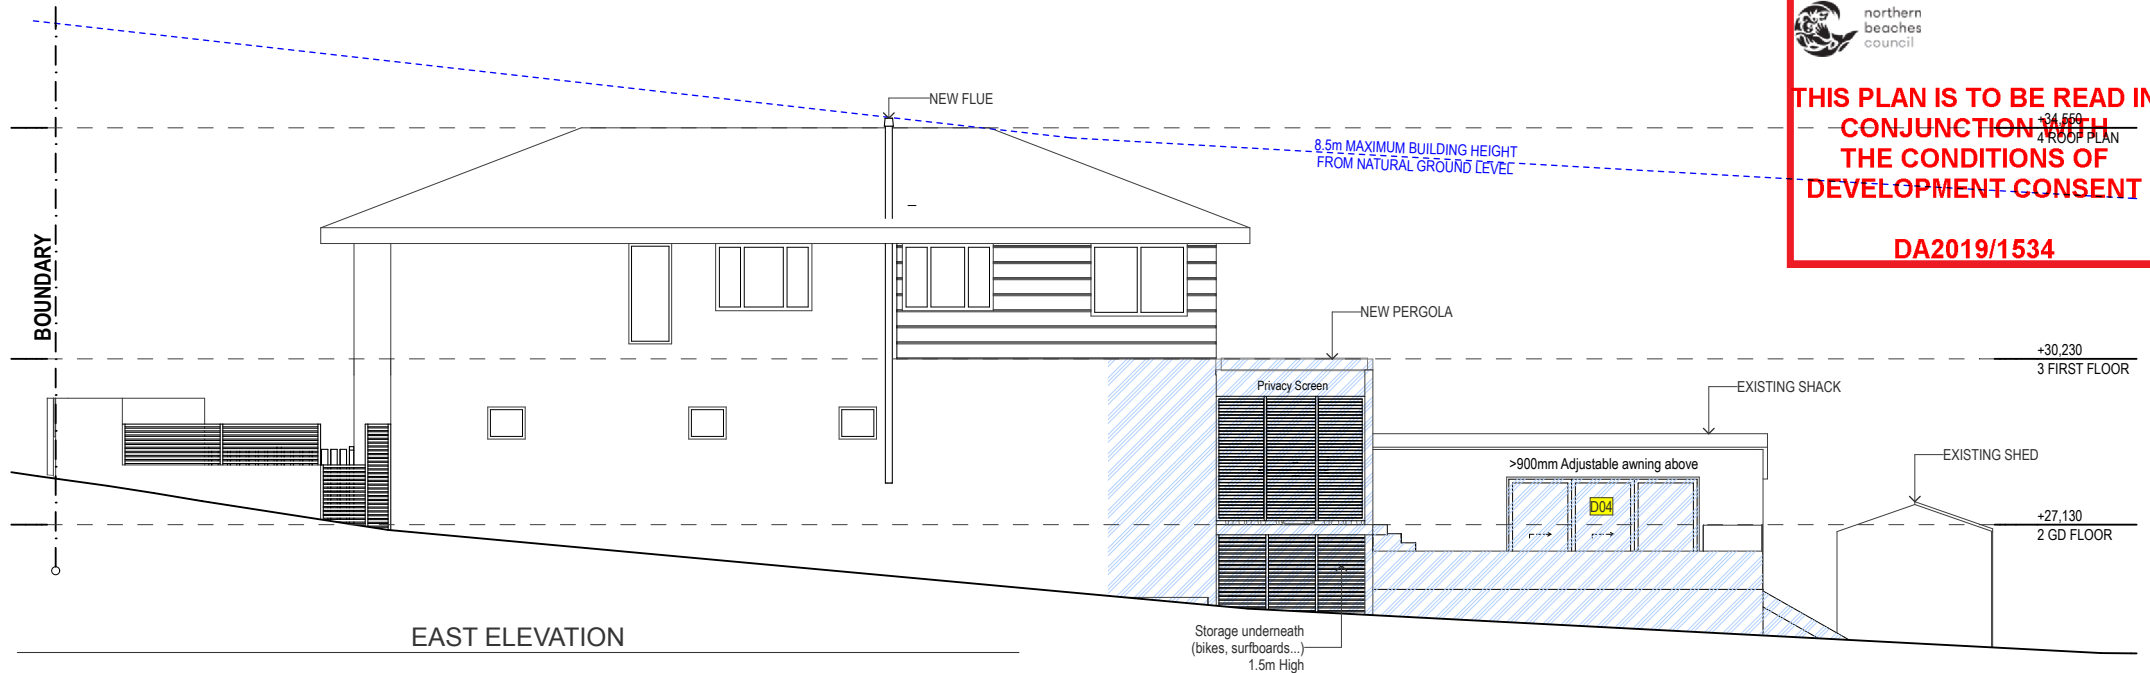 northern
beaches
council
THIS PLAN IS TO BE READ IN
CONJUNCTION WITH
THE CONDITIONS OF
DEVELOPMENT CONSENT
DA2019/1534
NEW FLUE
+34,550
4 ROOF PLAN
8.5m MAXIMUM BUILDING HEIGHT
FROM NATURAL GROUND LEVEL
BOUNDARY
NEW PERGOLA
+30,230
3 FIRST FLOOR
Privacy Screen
EXISTING SHACK
>900mm Adjustable awning above
EXISTING SHED
D04
+27,130
2 GD FLOOR
EAST ELEVATION
Storage underneath
(bikes, surfboards...)
1.5m High